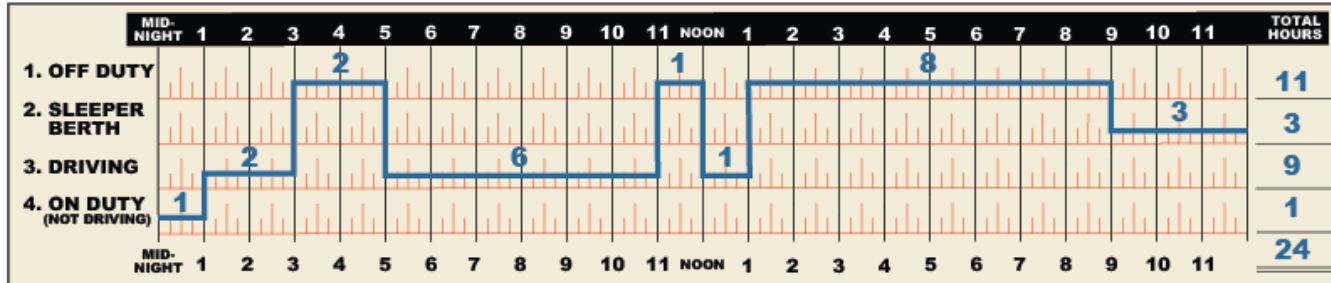 MID-NIGHT 1 2 3 4 5 6 7 8 9 10 11 NOON 1 2 3 4 5 6 7 8 9 10 11 TOTAL HOURS
1. OFF DUTY 2 1 8 11
2. SLEEPER BERTH 3 3
3. DRIVING 2 6 1 9
4. ON DUTY (NOT DRIVING) 1 1
MID-NIGHT 1 2 3 4 5 6 7 8 9 10 11 NOON 1 2 3 4 5 6 7 8 9 10 11 24